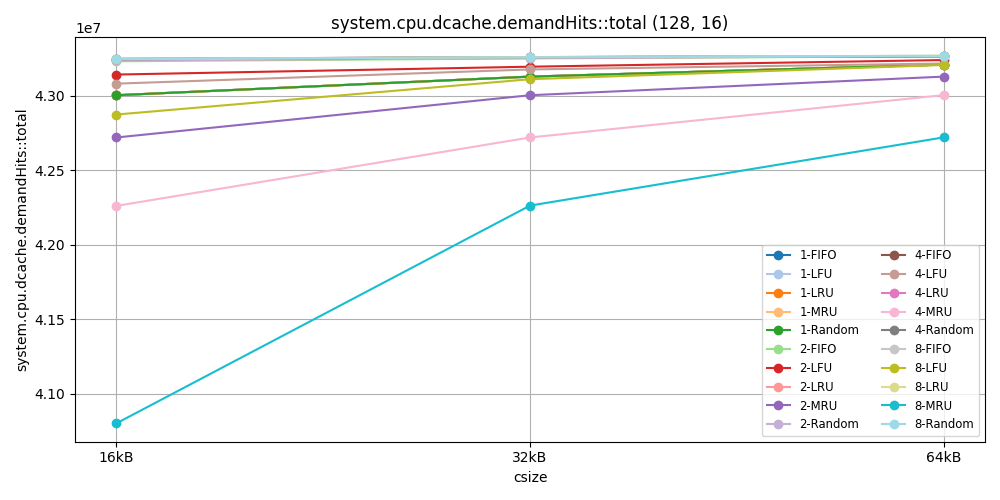 system.cpu.dcache.demandHits::total (128, 16)
1e7
system.cpu.dcache.demandHits::total
4.30
4.25
4.20
4.15
4.10
16kB
32kB
64kB
csize
1-FIFO
1-LFU
1-LRU
1-MRU
1-Random
2-FIFO
2-LFU
2-LRU
2-MRU
2-Random
4-FIFO
4-LFU
4-LRU
4-MRU
4-Random
8-FIFO
8-LFU
8-LRU
8-MRU
8-Random